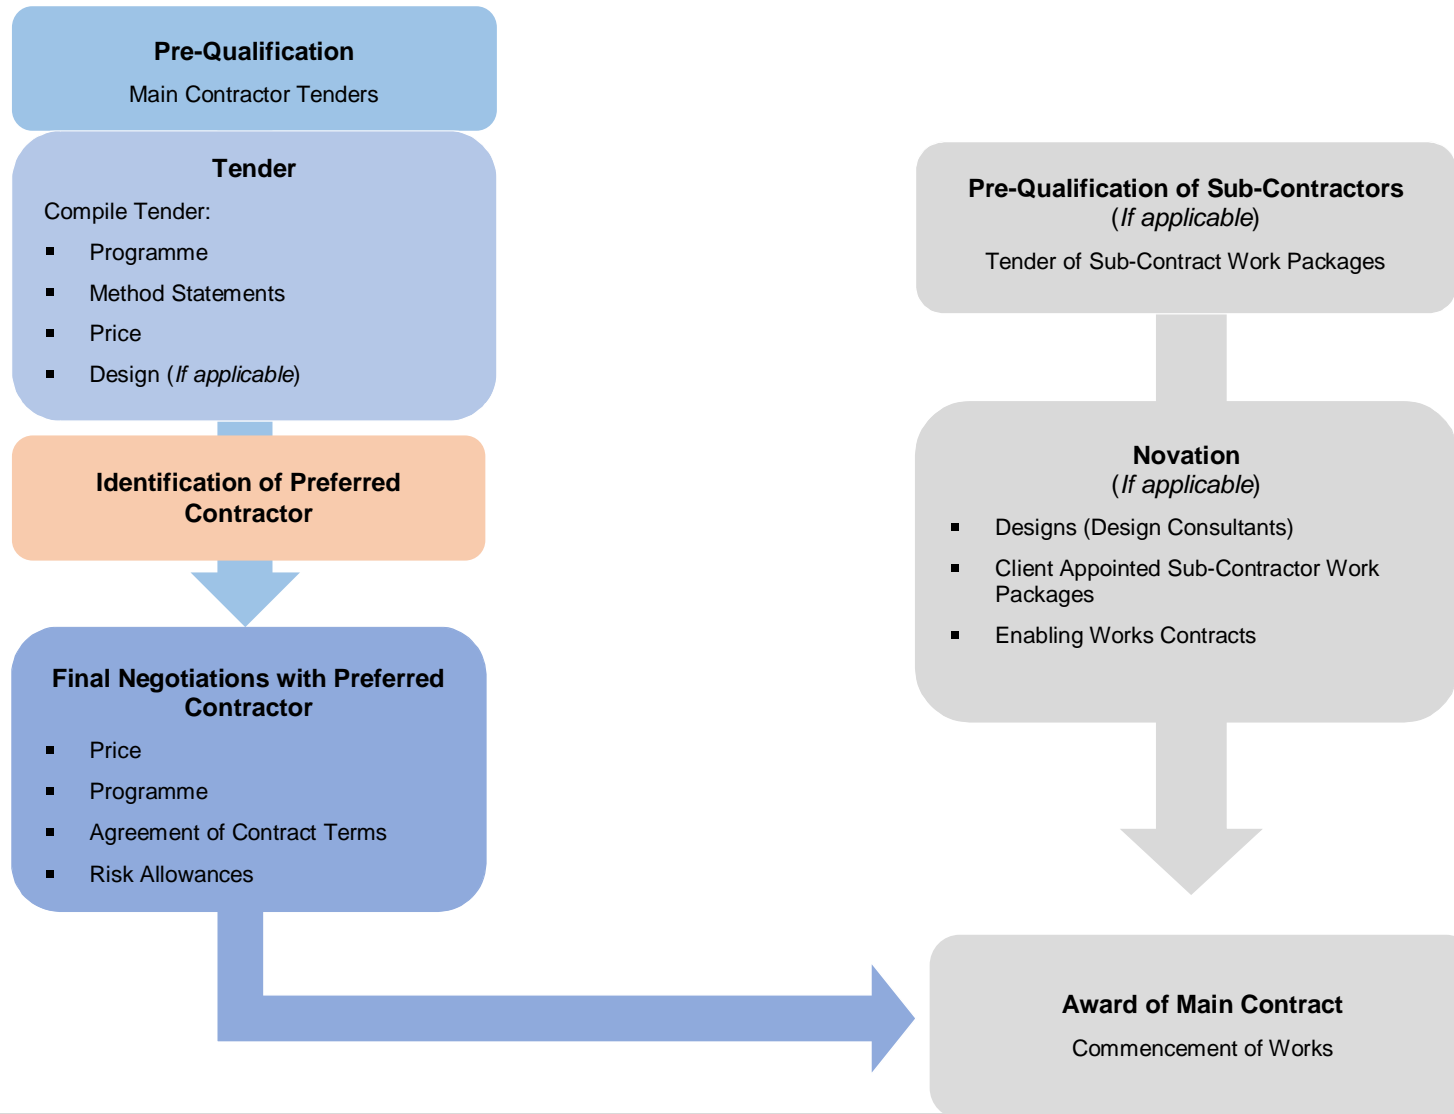 Pre-Qualification
Main Contractor Tenders
Tender
Compile Tender:
▪ Programme
▪ Method Statements
▪ Price
▪ Design (If applicable)
Identification of Preferred
Contractor
Final Negotiations with Preferred
Contractor
▪ Price
▪ Programme
▪ Agreement of Contract Terms
▪ Risk Allowances
Pre-Qualification of Sub-Contractors
(If applicable)
Tender of Sub-Contract Work Packages
Novation
(If applicable)
▪ Designs (Design Consultants)
▪ Client Appointed Sub-Contractor Work
Packages
▪ Enabling Works Contracts
Award of Main Contract
Commencement of Works